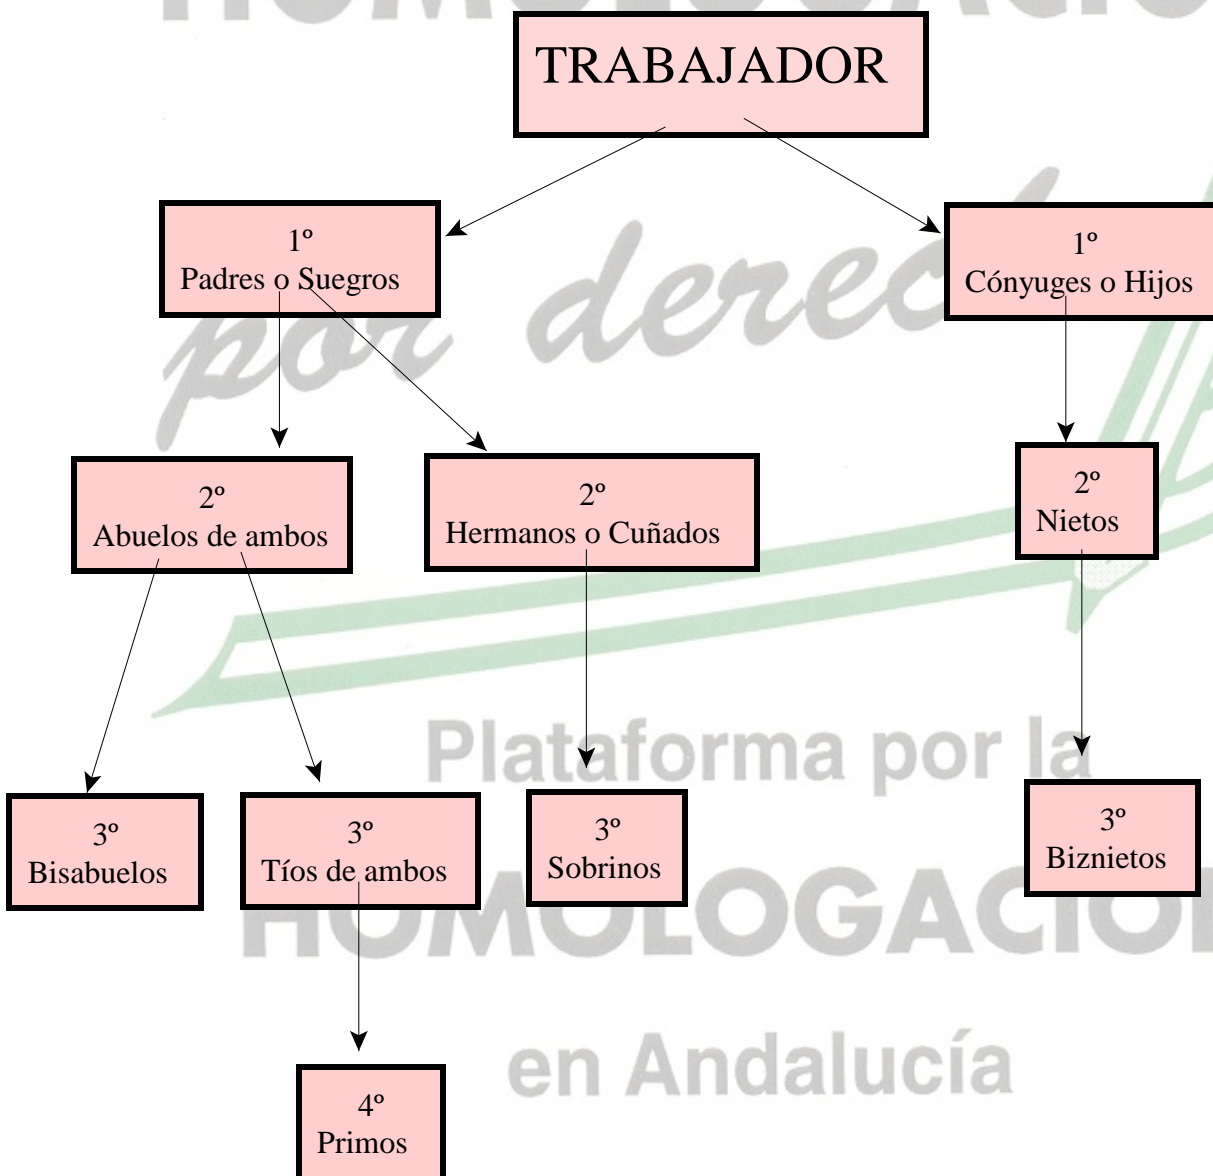 HOMOLOGACIO
TRABAJADOR
1º
Padres o Suegros
1º
Cónyuges o Hijos
por derec
2º
Abuelos de ambos
2º
Hermanos o Cuñados
2º
Nietos
Plataforma por la
3º
Bisabuelos
3º
Tíos de ambos
3º
Sobrinos
3º
Biznietos
HOMOLOGACION
en Andalucía
4º
Primos